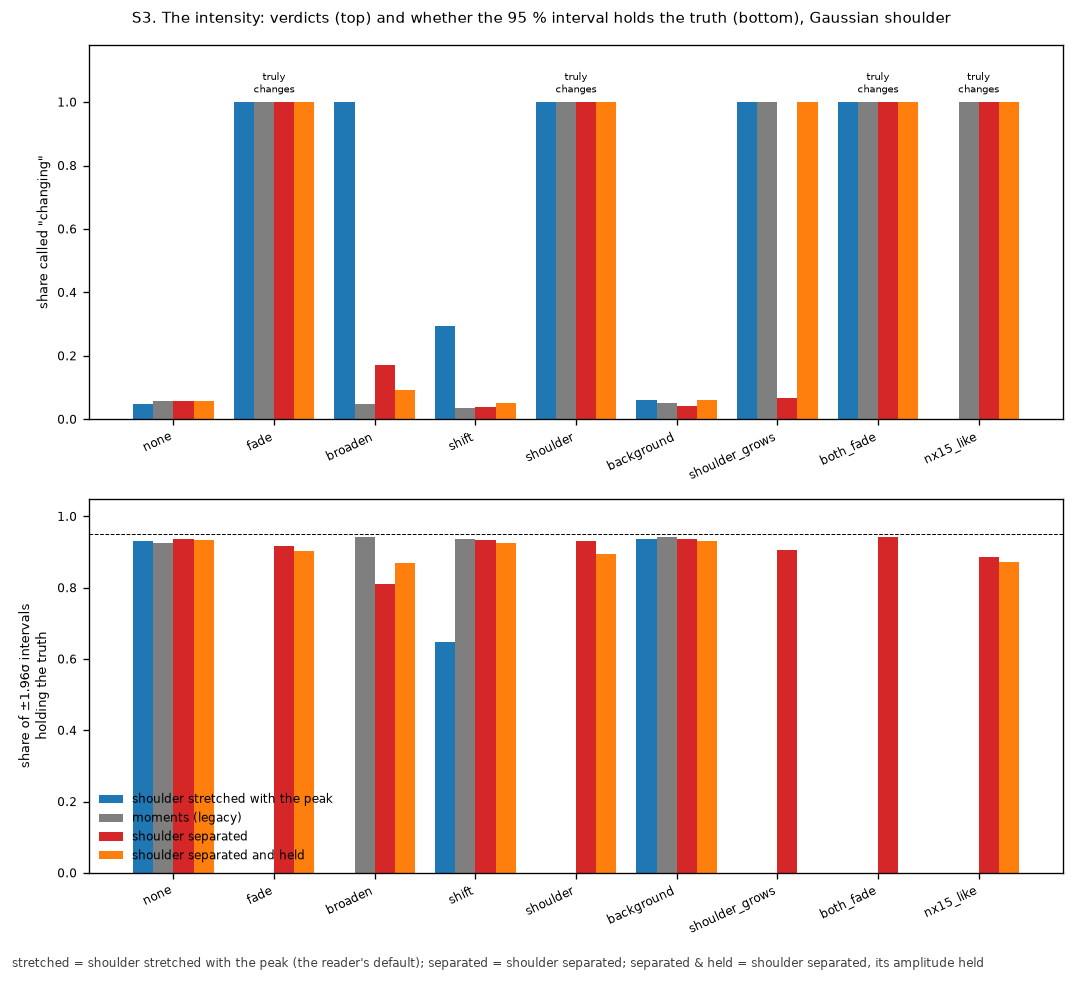 S3. The intensity: verdicts (top) and whether the 95 % interval holds the truth (bottom), Gaussian shoulder
share called "changing"
1.0
0.8
0.6
0.4
0.2
0.0
truly
changes
truly
changes
truly
changes
truly
changes
none
fade
broaden
shift
shoulder
background
shoulder_grows
both_fade
nx15_like
share of ±1.96σ intervals
holding the truth
1.0
0.8
0.6
0.4
0.2
0.0
shoulder stretched with the peak
moments (legacy)
shoulder separated
shoulder separated and held
none
fade
broaden
shift
shoulder
background
shoulder_grows
both_fade
nx15_like
stretched = shoulder stretched with the peak (the reader's default); separated = shoulder separated; separated & held = shoulder separated, its amplitude held